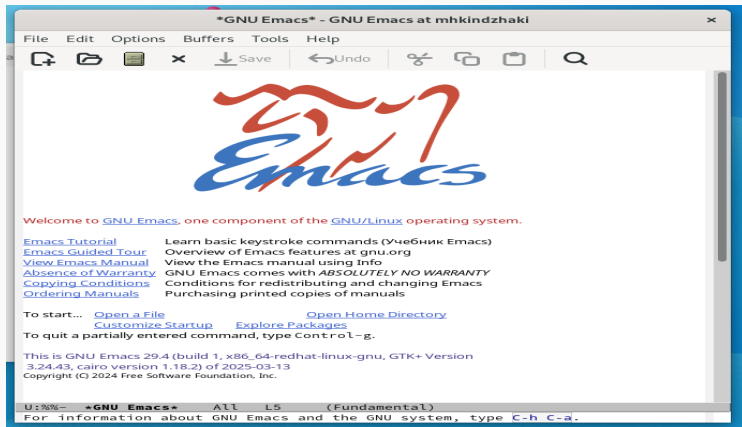 *GNU Emacs* - GNU Emacs at mhkindzhaki
File Edit Options Buffers Tools Help
Save Undo
Emacs
Welcome to GNU Emacs, one component of the GNU/Linux operating system.
Emacs Tutorial Learn basic keystroke commands (Учебник Emacs)
Emacs Guided Tour Overview of Emacs features at gnu.org
View Emacs Manual View the Emacs manual using Info
Absence of Warranty GNU Emacs comes with ABSOLUTELY NO WARRANTY
Copying Conditions Conditions for redistributing and changing Emacs
Ordering Manuals Purchasing printed copies of manuals
To start... Open a File Open Home Directory
Customize Startup Explore Packages
To quit a partially entered command, type Control-g.
This is GNU Emacs 29.4 (build 1, x86_64-redhat-linux-gnu, GTK+ Version
3.24.43, cairo version 1.18.2) of 2025-03-13
Copyright (C) 2024 Free Software Foundation, Inc.
U:%%- *GNU Emacs* All L5 (Fundamental)
For information about GNU Emacs and the GNU system, type C-h C-a.